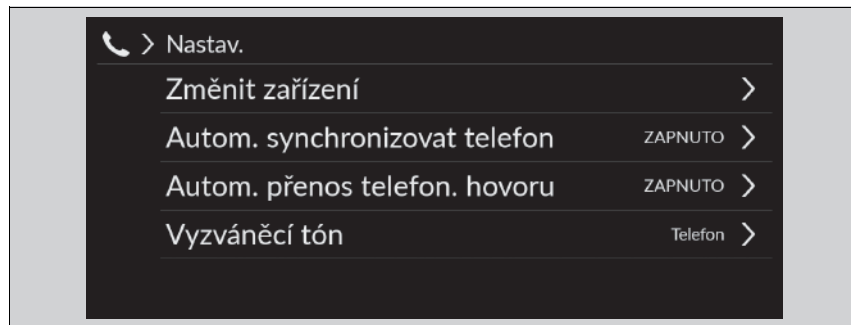 Nastav.
Změnit zařízení
Autom. synchronizovat telefon ZAPNUTO
Autom. přenos telefon. hovoru ZAPNUTO
Vyzváněcí tón Telefon